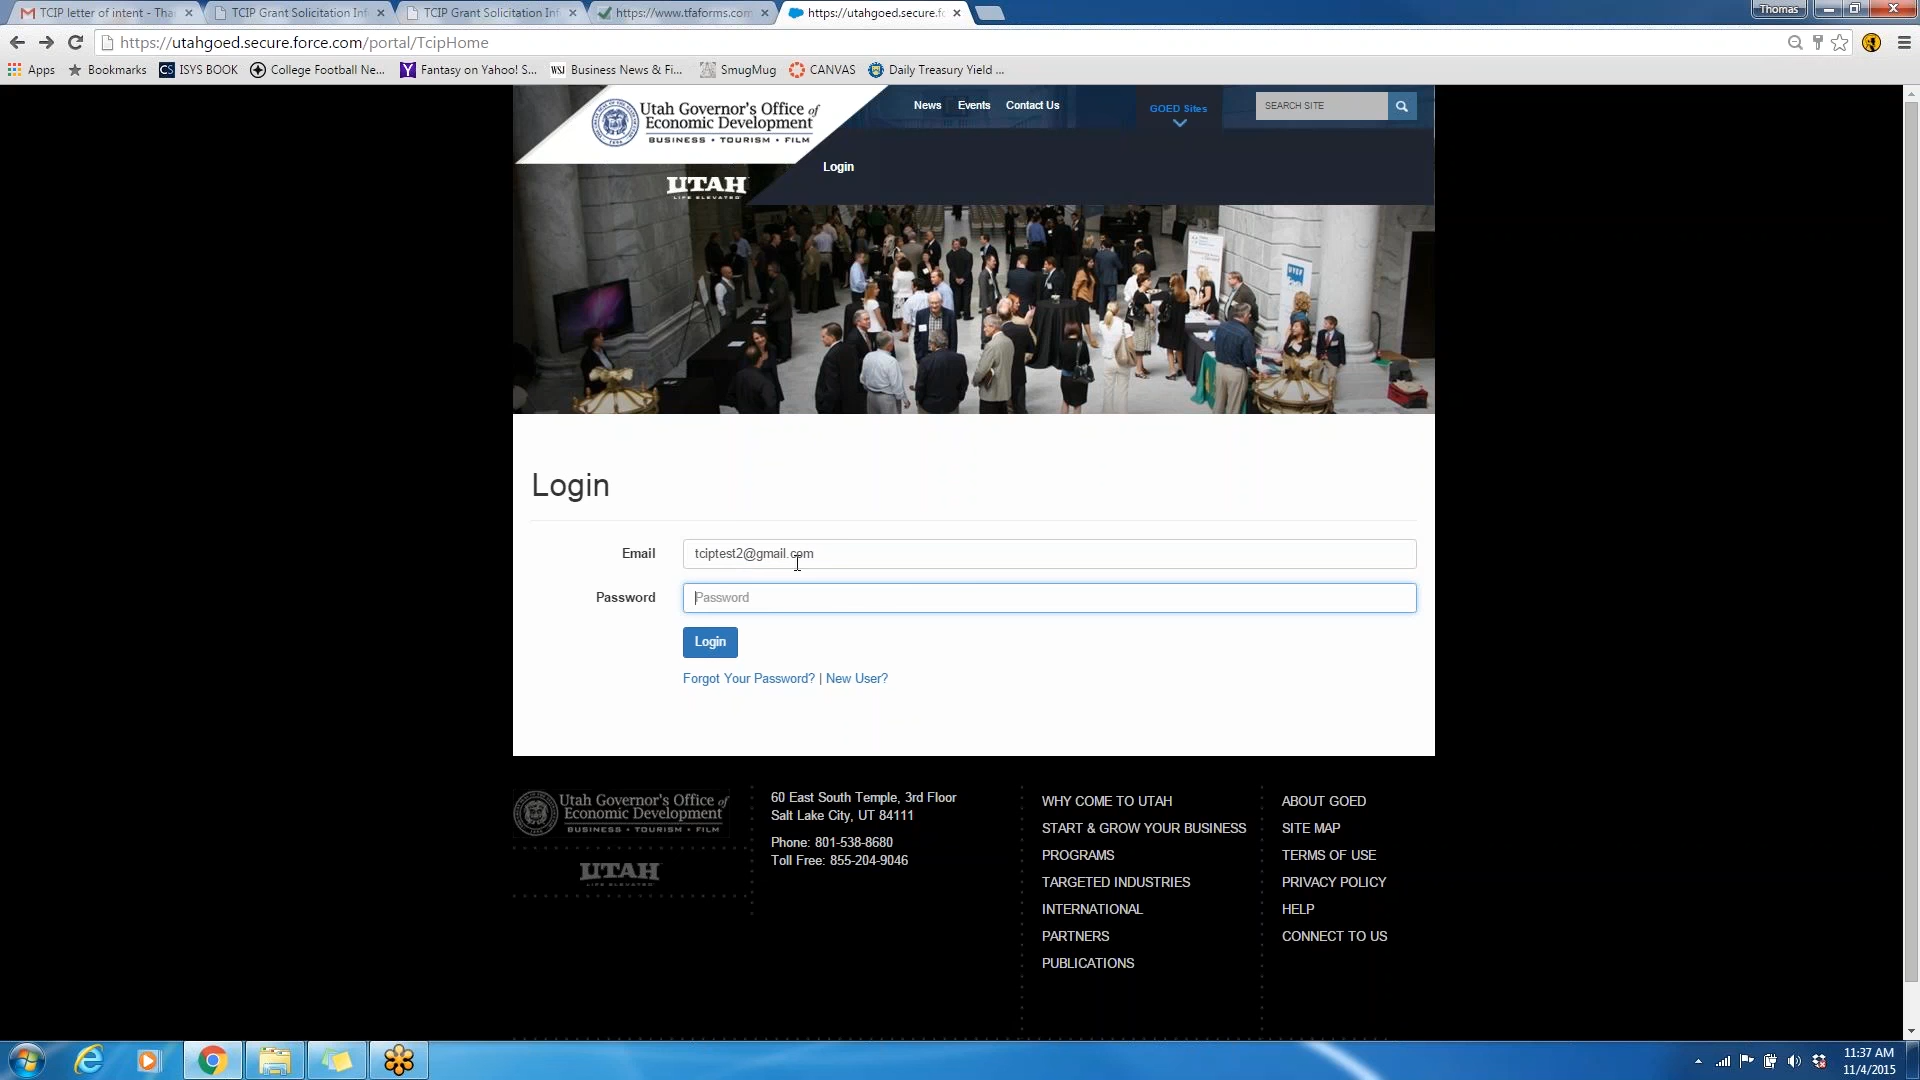 TCIP letter of intent - Tha
TCIP Grant Solicitation Inf
TCIP Grant Solicitation Inf
https://www.tfaforms.com
https://utahgoed.secure.fo
Thomas
https://utahgoed.secure.force.com/portal/TcipHome
Apps
Bookmarks
CS ISYS BOOK
College Football Ne...
Y Fantasy on Yahoo! S...
WSJ Business News & Fi...
SmugMug
CANVAS
Daily Treasury Yield ...
Utah Governor's Office of
Economic Development
BUSINESS • TOURISM • FILM
UTAH
LIFE ELEVATED
News
Events
Contact Us
GOED Sites
SEARCH SITE
Login
Login
Email
tciptest2@gmail.com
Password
Password
Login
Forgot Your Password? | New User?
Utah Governor's Office of
Economic Development
BUSINESS • TOURISM • FILM
UTAH
LIFE ELEVATED
60 East South Temple, 3rd Floor
Salt Lake City, UT 84111
Phone: 801-538-8680
Toll Free: 855-204-9046
WHY COME TO UTAH
START & GROW YOUR BUSINESS
PROGRAMS
TARGETED INDUSTRIES
INTERNATIONAL
PARTNERS
PUBLICATIONS
ABOUT GOED
SITE MAP
TERMS OF USE
PRIVACY POLICY
HELP
CONNECT TO US
11:37 AM
11/4/2015